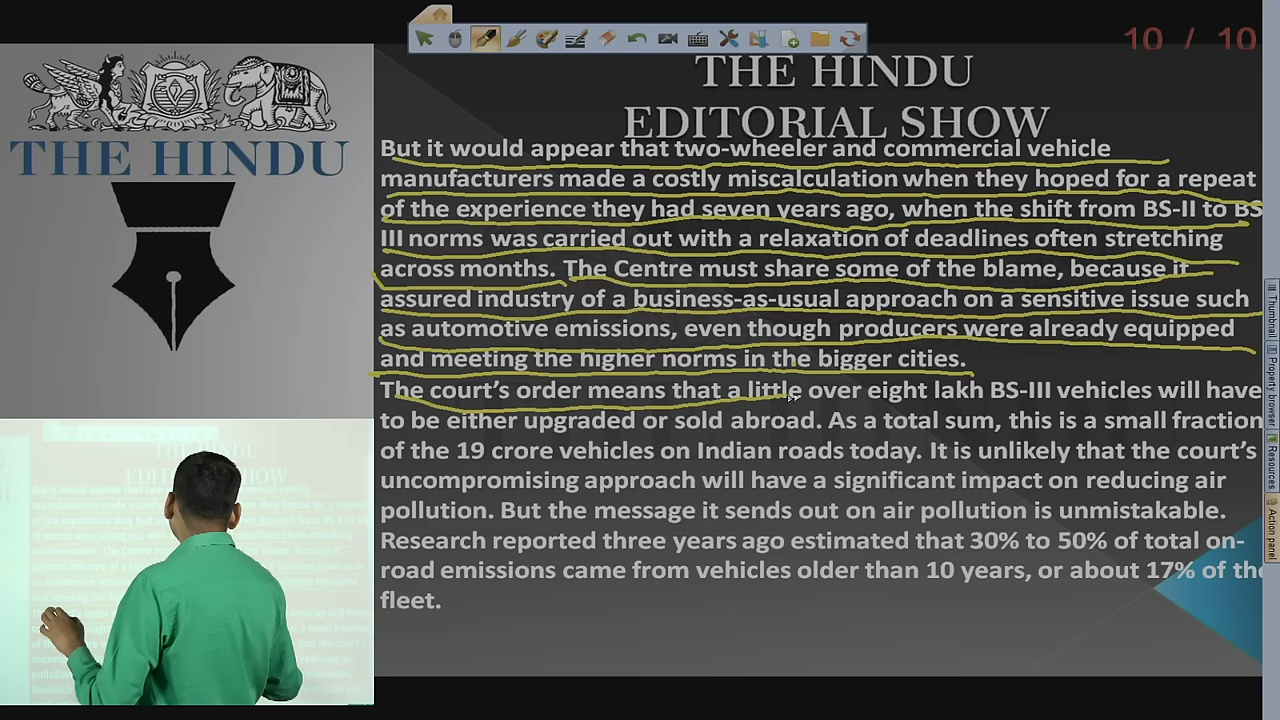 10 / 10
THE HINDU
EDITORIAL SHOW
THE HINDU
But it would appear that two-wheeler and commercial vehicle
manufacturers made a costly miscalculation when they hoped for a repeat
of the experience they had seven years ago, when the shift from BS-II to BS
III norms was carried out with a relaxation of deadlines often stretching
across months. The Centre must share some of the blame, because it
assured industry of a business-as-usual approach on a sensitive issue such
as automotive emissions, even though producers were already equipped
and meeting the higher norms in the bigger cities.
The court's order means that a little over eight lakh BS-III vehicles will have
to be either upgraded or sold abroad. As a total sum, this is a small fraction
of the 19 crore vehicles on Indian roads today. It is unlikely that the court's
uncompromising approach will have a significant impact on reducing air
pollution. But the message it sends out on air pollution is unmistakable.
Research reported three years ago estimated that 30% to 50% of total on-
road emissions came from vehicles older than 10 years, or about 17% of the
fleet.
Thumbnail
Property browser
Resources
Action panel